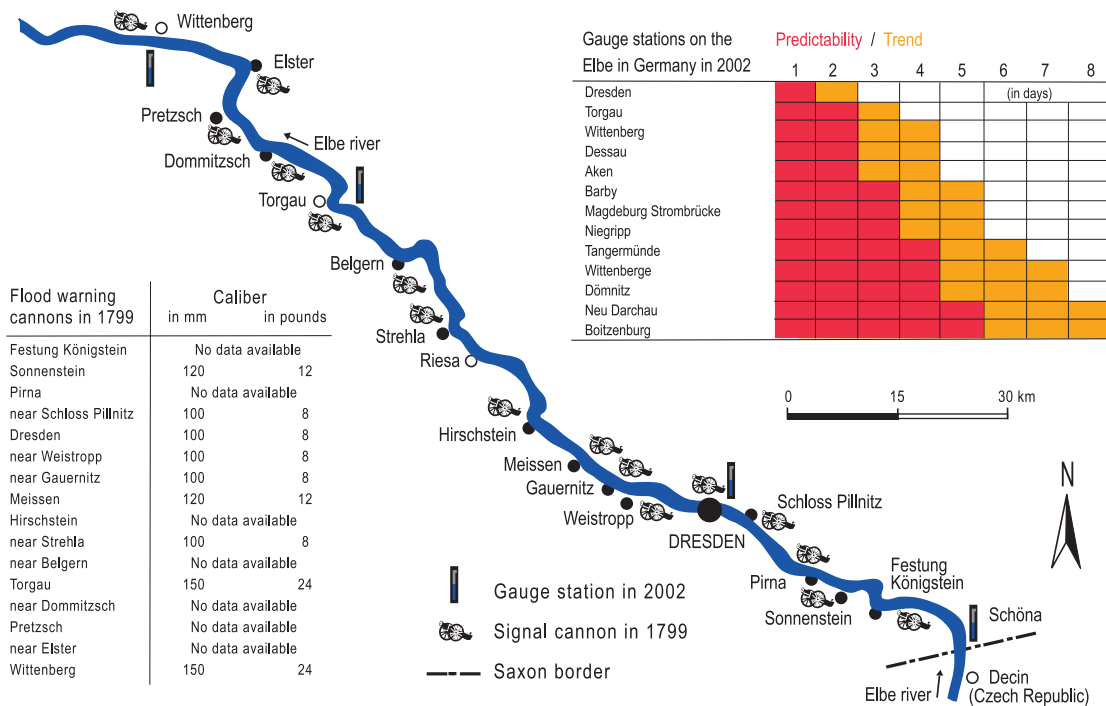 Wittenberg
Elster
Pretzsch
Elbe river
Dommitzsch
Torgau
Belgern
Strehla
Riesa
Hirschstein
Meissen
Gauernitz
Weistropp
DRESDEN
Schloss Pillnitz
Pirna
Sonnenstein
Festung
Königstein
Schöna
Elbe river
Decin
(Czech Republic)
Gauge stations on the Predictability / Trend
Elbe in Germany in 2002 1 2 3 4 5 6 7 8
Dresden (in days)
Torgau
Wittenberg
Dessau
Aken
Barby
Magdeburg Strombrücke
Niegripp
Tangermünde
Wittenberge
Dömnitz
Neu Darchau
Boitzenburg
0 15 30 km
N
Flood warning Caliber
cannons in 1799 in mm in pounds
Festung Königstein No data available
Sonnenstein 120 12
Pirna No data available
near Schloss Pillnitz 100 8
Dresden 100 8
near Weistropp 100 8
near Gauernitz 100 8
Meissen 120 12
Hirschstein No data available
near Strehla 100 8
near Belgern No data available
Torgau 150 24
near Dommitzsch No data available
Pretzsch No data available
near Elster No data available
Wittenberg 150 24
Gauge station in 2002
Signal cannon in 1799
Saxon border